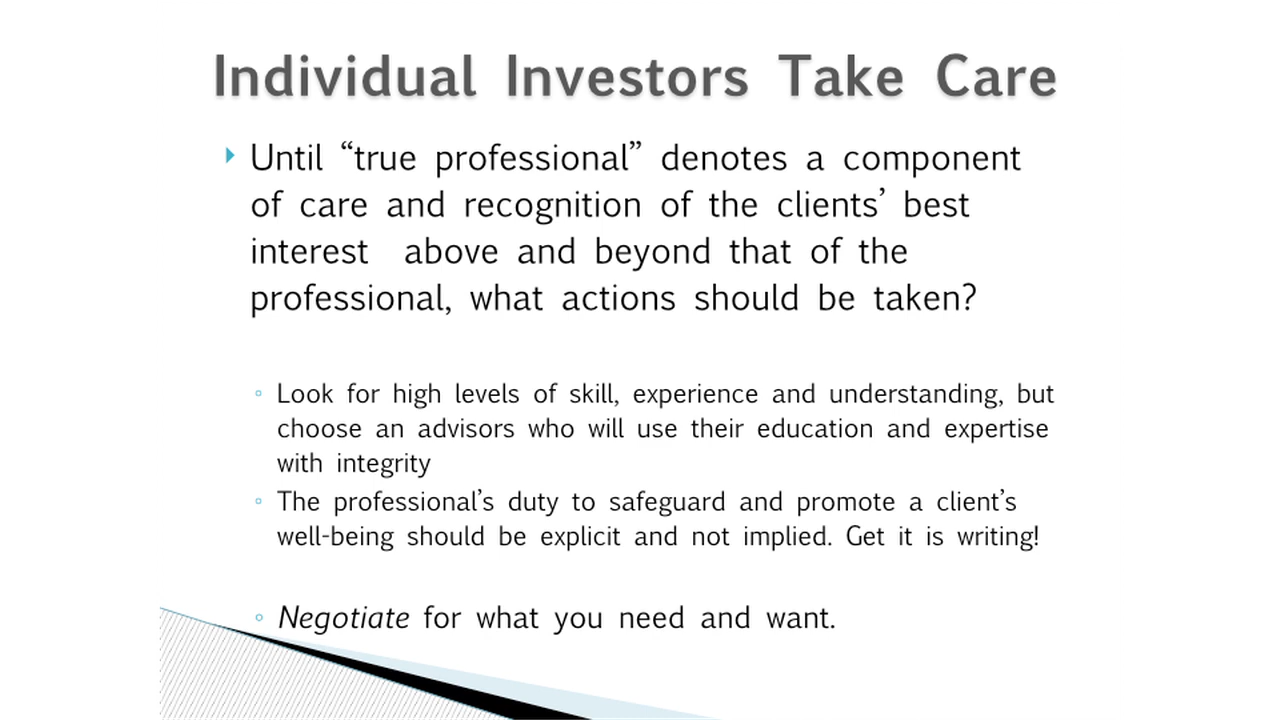 Individual Investors Take Care
Until “true professional” denotes a component
of care and recognition of the clients’ best
interest above and beyond that of the
professional, what actions should be taken?
Look for high levels of skill, experience and understanding, but
choose an advisors who will use their education and expertise
with integrity
The professional’s duty to safeguard and promote a client’s
well-being should be explicit and not implied. Get it is writing!
Negotiate for what you need and want.